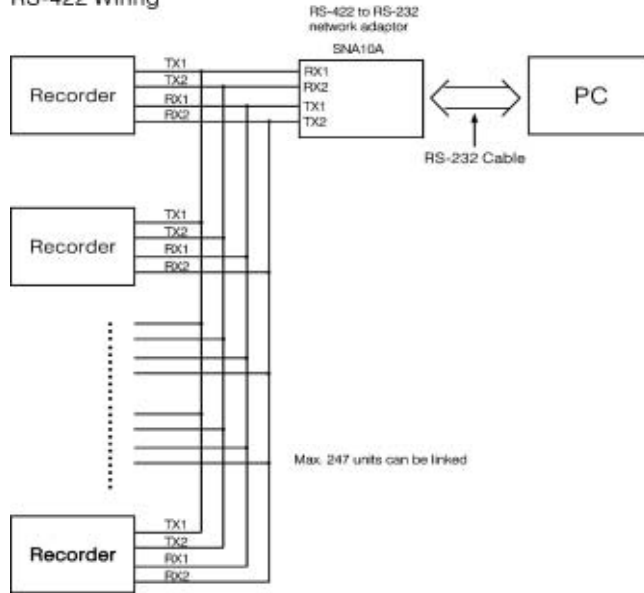 RS-422 Wiring
RS-422 to RS-232
network adaptor
SNA10A
Recorder
TX1
TX2
RX1
RX2
RX1
RX2
TX1
TX2
RS-232 Cable
PC
Recorder
TX1
TX2
RX1
RX2
Max. 247 units can be linked
Recorder
TX1
TX2
RX1
RX2